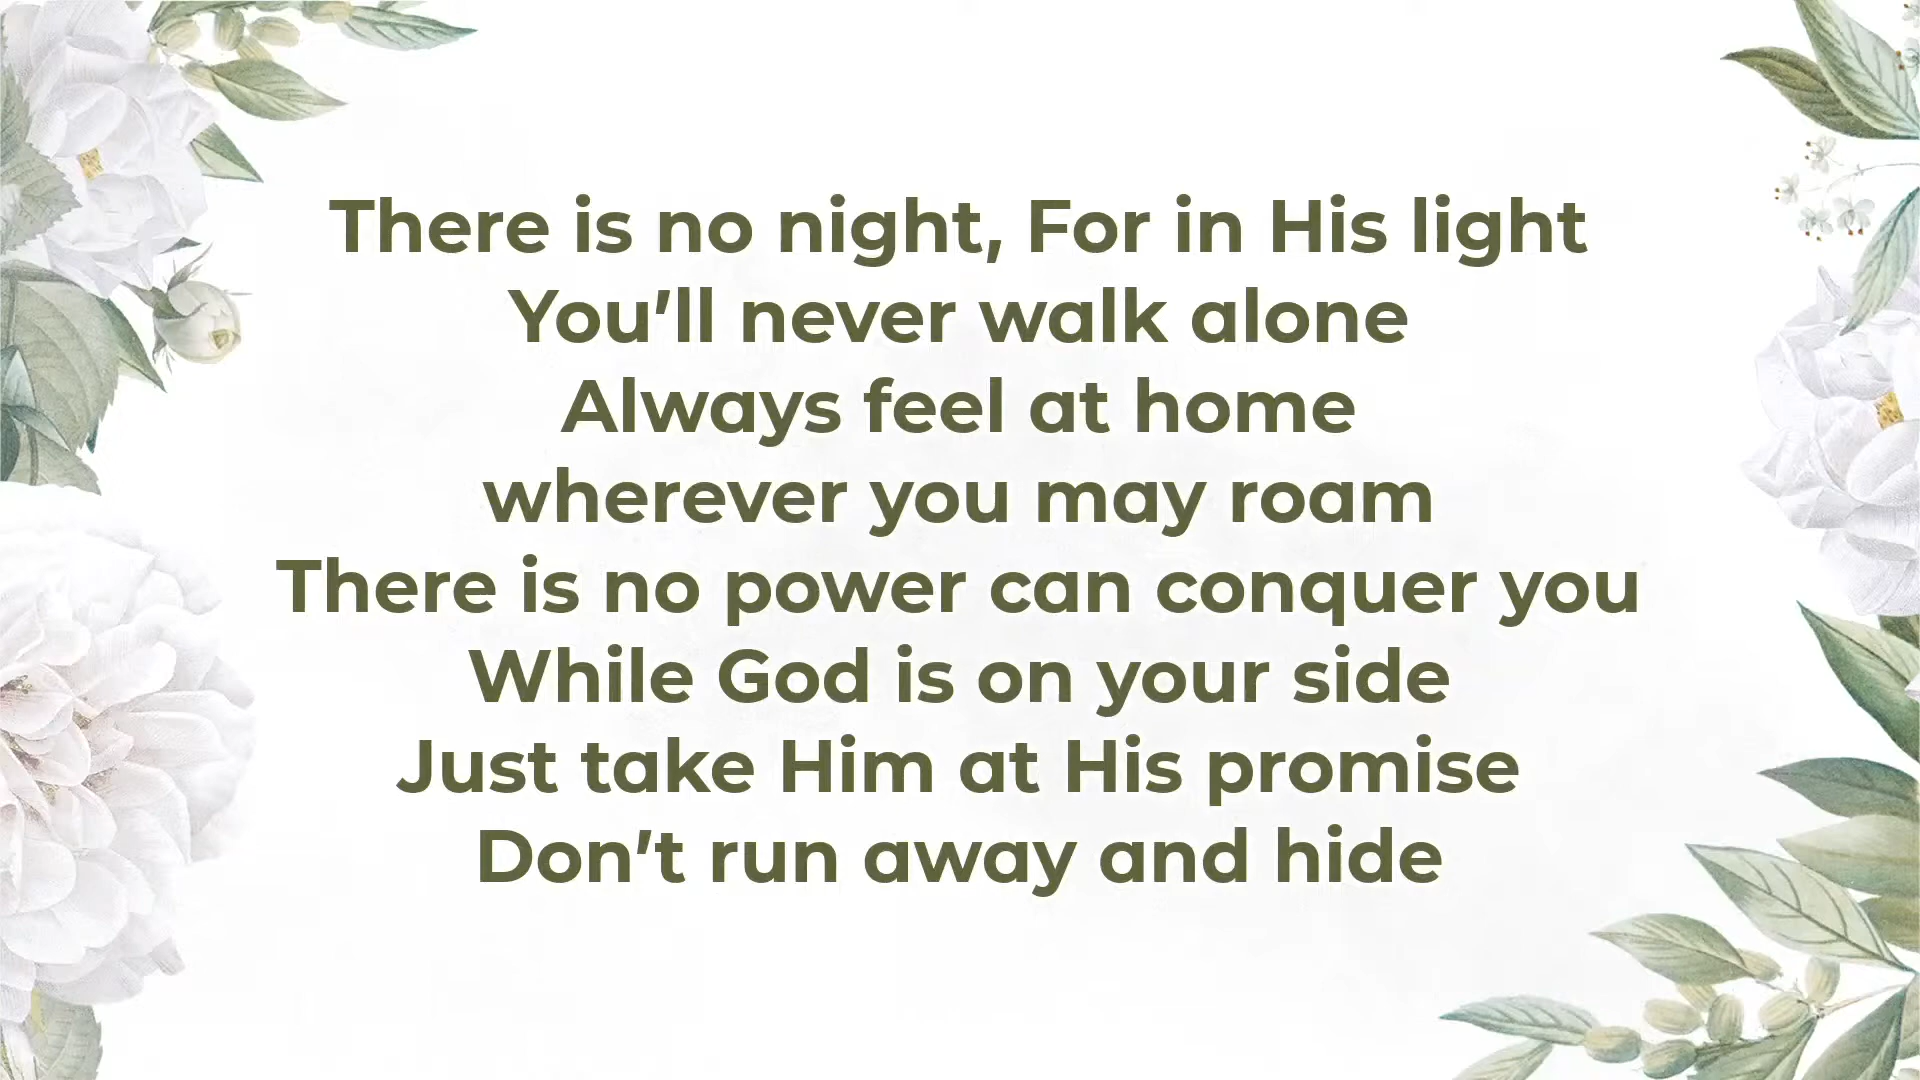 There is no night, For in His light
You’ll never walk alone
Always feel at home
wherever you may roam
There is no power can conquer you
While God is on your side
Just take Him at His promise
Don’t run away and hide